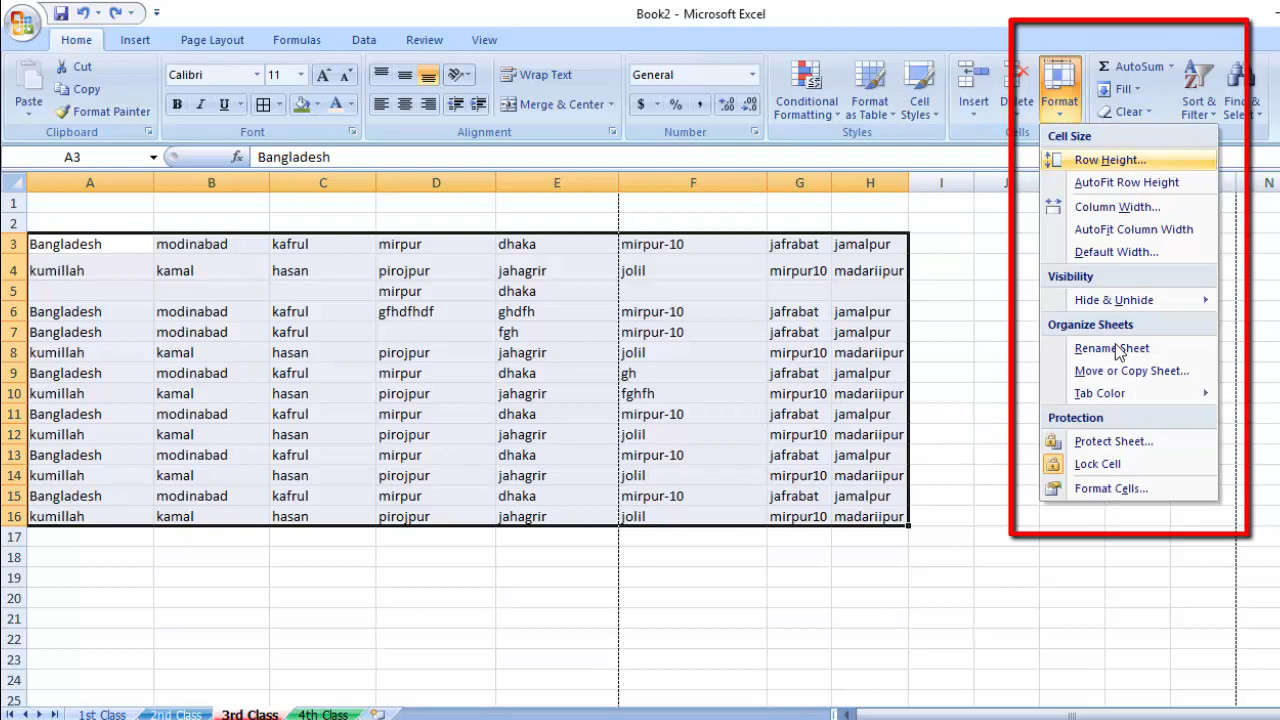 Book2 - Microsoft Excel
Home Insert Page Layout Formulas Data Review View
Paste Cut Copy Format Painter Clipboard
Calibri 11 A A B I U A Font
Wrap Text Merge & Center Alignment
General $ % , Number
Conditional Formatting Format as Table Cell Styles Styles
Insert Delete Format Cells
Σ AutoSum Fill Clear Sort & Filter Find & Select
A3 fx Bangladesh
A B C D E F G H I J N
1
2
3 Bangladesh modinabad kafrul mirpur dhaka mirpur-10 jafrabat jamalpur
4 kumillah kamal hasan pirojpur jahagrir jolil mirpur10 madariipur
5 mirpur dhaka
6 Bangladesh modinabad kafrul gfhdfhdf ghdfh mirpur-10 jafrabat jamalpur
7 Bangladesh modinabad kafrul fgh mirpur-10 jafrabat jamalpur
8 kumillah kamal hasan pirojpur jahagrir jolil mirpur10 madariipur
9 Bangladesh modinabad kafrul mirpur dhaka gh jafrabat jamalpur
10 kumillah kamal hasan pirojpur jahagrir fghfh mirpur10 madariipur
11 Bangladesh modinabad kafrul mirpur dhaka mirpur-10 jafrabat jamalpur
12 kumillah kamal hasan pirojpur jahagrir jolil mirpur10 madariipur
13 Bangladesh modinabad kafrul mirpur dhaka mirpur-10 jafrabat jamalpur
14 kumillah kamal hasan pirojpur jahagrir jolil mirpur10 madariipur
15 Bangladesh modinabad kafrul mirpur dhaka mirpur-10 jafrabat jamalpur
16 kumillah kamal hasan pirojpur jahagrir jolil mirpur10 madariipur
17
18
19
20
21
22
23
24
25
Cell Size
Row Height...
AutoFit Row Height
Column Width...
AutoFit Column Width
Default Width...
Visibility
Hide & Unhide
Organize Sheets
Rename Sheet
Move or Copy Sheet...
Tab Color
Protection
Protect Sheet...
Lock Cell
Format Cells...
1st Class 2nd Class 3rd Class 4th Class